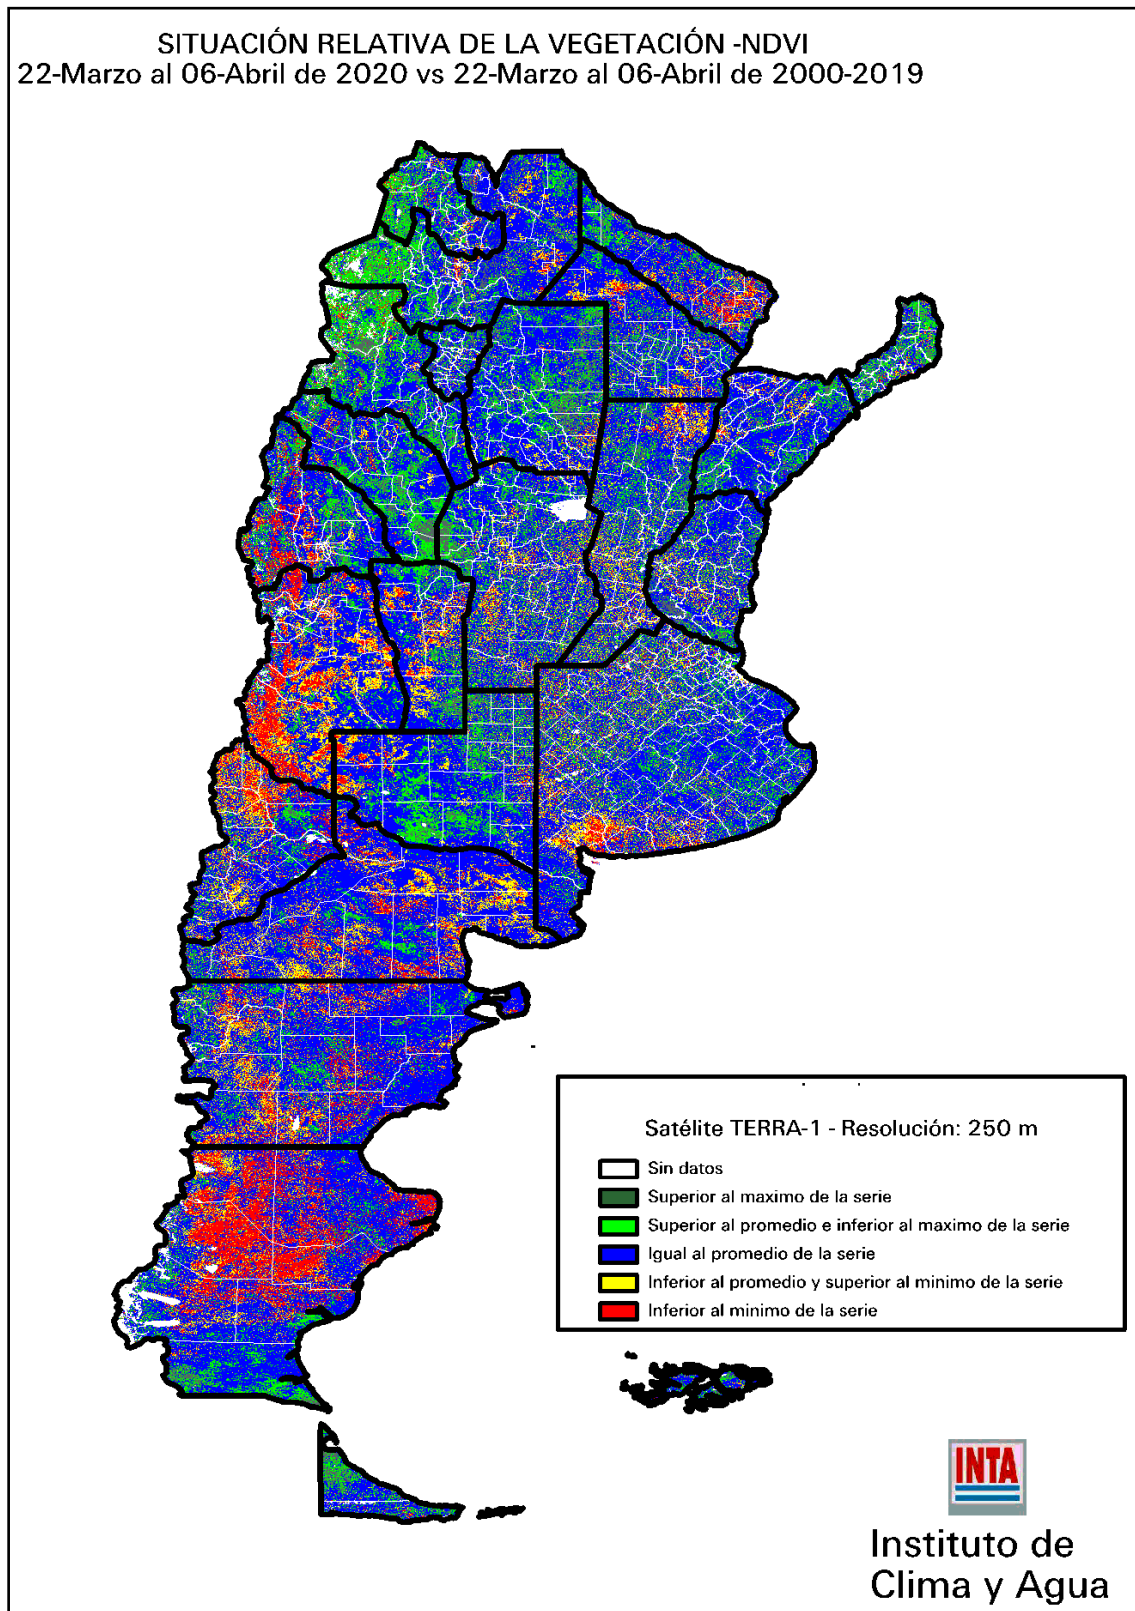 SITUACIÓN RELATIVA DE LA VEGETACIÓN -NDVI
22-Marzo al 06-Abril de 2020 vs 22-Marzo al 06-Abril de 2000-2019
Satélite TERRA-1 - Resolución: 250 m
Sin datos
Superior al maximo de la serie
Superior al promedio e inferior al maximo de la serie
Igual al promedio de la serie
Inferior al promedio y superior al minimo de la serie
Inferior al minimo de la serie
INTA
Instituto de
Clima y Agua